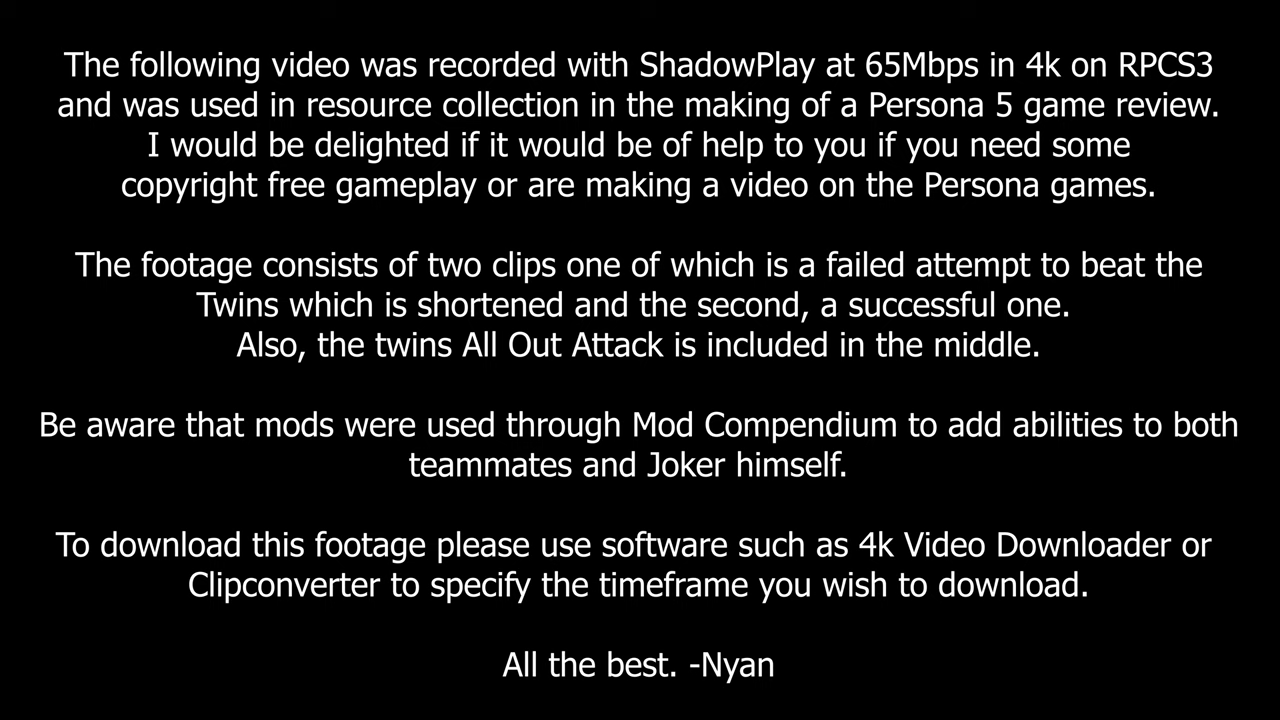 The following video was recorded with ShadowPlay at 65Mbps in 4k on RPCS3
and was used in resource collection in the making of a Persona 5 game review.
I would be delighted if it would be of help to you if you need some
copyright free gameplay or are making a video on the Persona games.
The footage consists of two clips one of which is a failed attempt to beat the
Twins which is shortened and the second, a successful one.
Also, the twins All Out Attack is included in the middle.
Be aware that mods were used through Mod Compendium to add abilities to both
teammates and Joker himself.
To download this footage please use software such as 4k Video Downloader or
Clipconverter to specify the timeframe you wish to download.
All the best. -Nyan